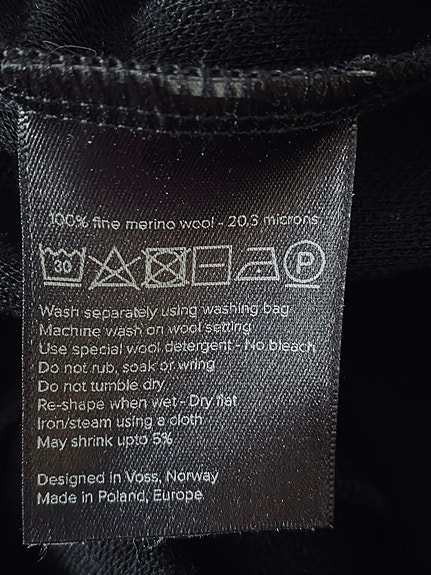 100% fine merino wool - 20.3 microns
30 P
Wash separately using washing bag
Machine wash on wool setting
Use special wool detergent - No bleach
Do not rub, soak or wring
Do not tumble dry
Re-shape when wet - Dry flat
Iron/steam using a cloth
May shrink upto 5%
Designed in Voss, Norway
Made in Poland, Europe